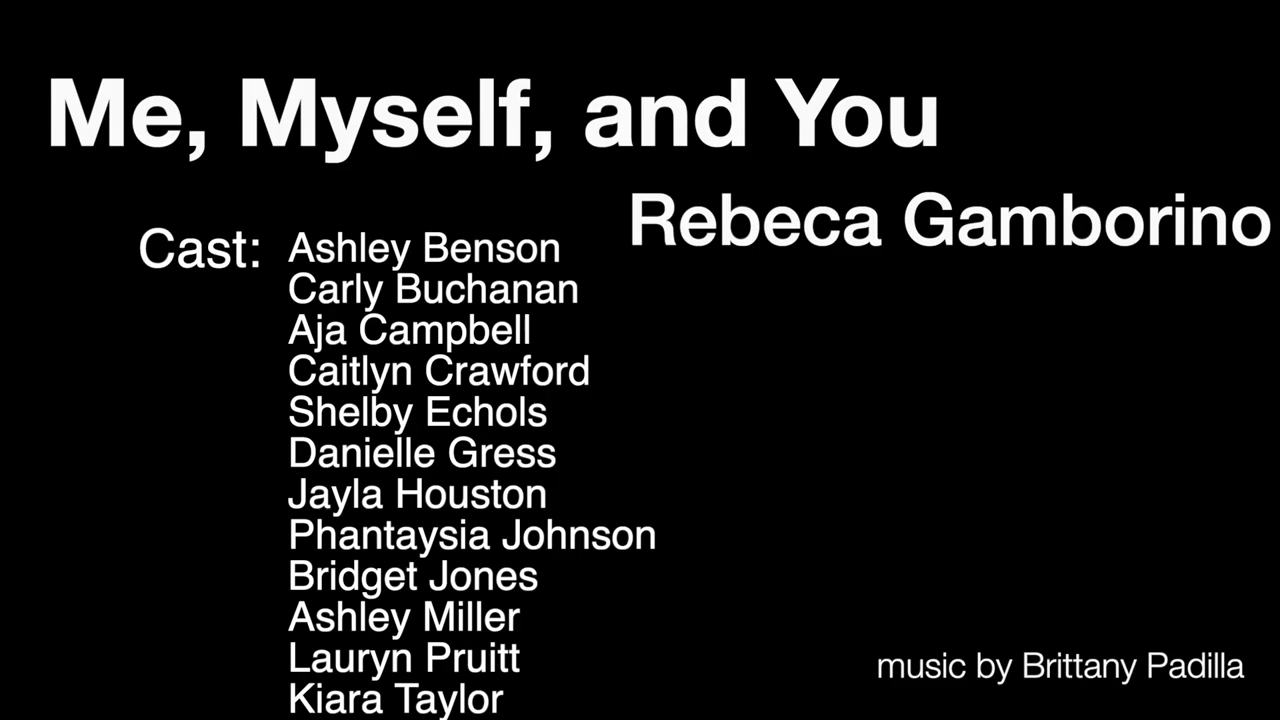 Me, Myself, and You
Rebeca Gamborino
Cast:
Ashley Benson
Carly Buchanan
Aja Campbell
Caitlyn Crawford
Shelby Echols
Danielle Gress
Jayla Houston
Phantaysia Johnson
Bridget Jones
Ashley Miller
Lauryn Pruitt
Kiara Taylor
music by Brittany Padilla